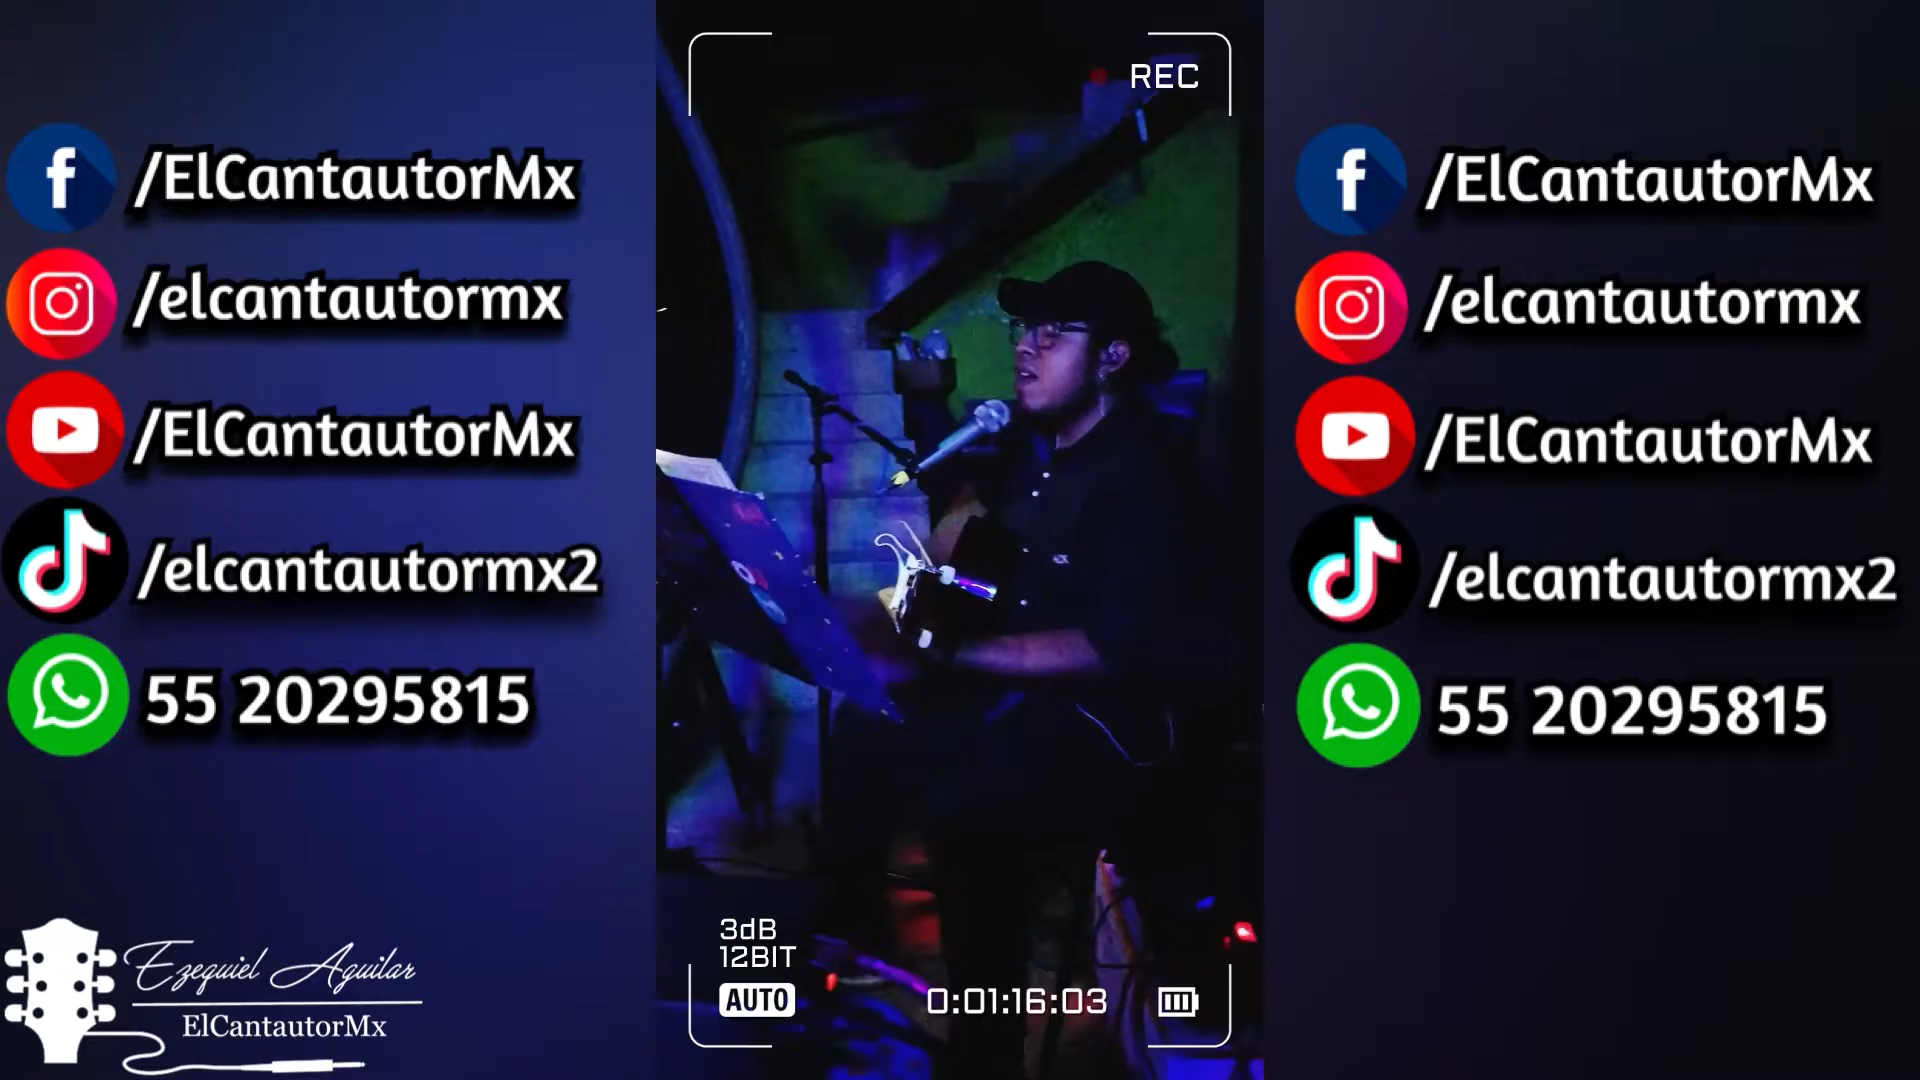 /ElCantautorMx
/elcantautormx
/ElCantautorMx
/elcantautormx2
55 20295815
Ezequiel Aguilar
ElCantautorMx
REC
3dB
12BIT
AUTO
0:01:16:03
/ElCantautorMx
/elcantautormx
/ElCantautorMx
/elcantautormx2
55 20295815